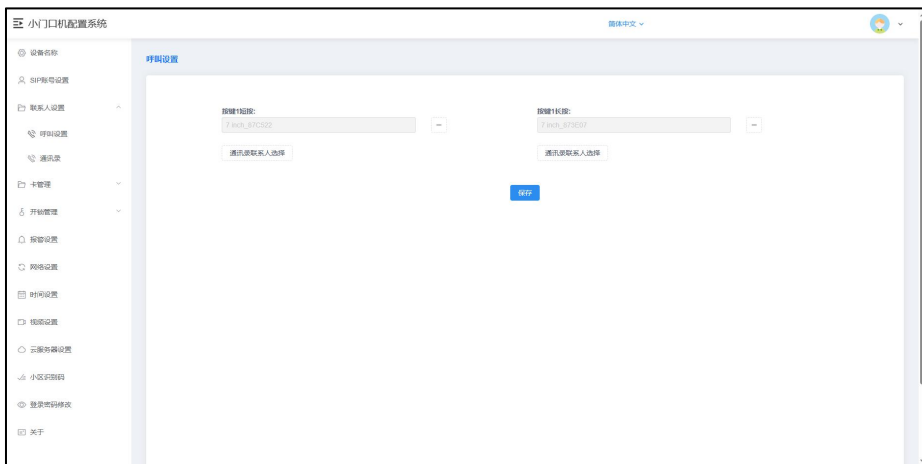 小门口机配置系统
简体中文
设备名称
SIP账号设置
联系人设置
呼叫设置
通讯录
卡管理
开锁管理
报警设置
网络设置
时间设置
视频设置
云服务器设置
小区识别码
登录密码修改
关于
呼叫设置
按键1短按:
7 inch_67C522
通讯录联系人选择
按键1长按:
通讯录联系人选择
保存